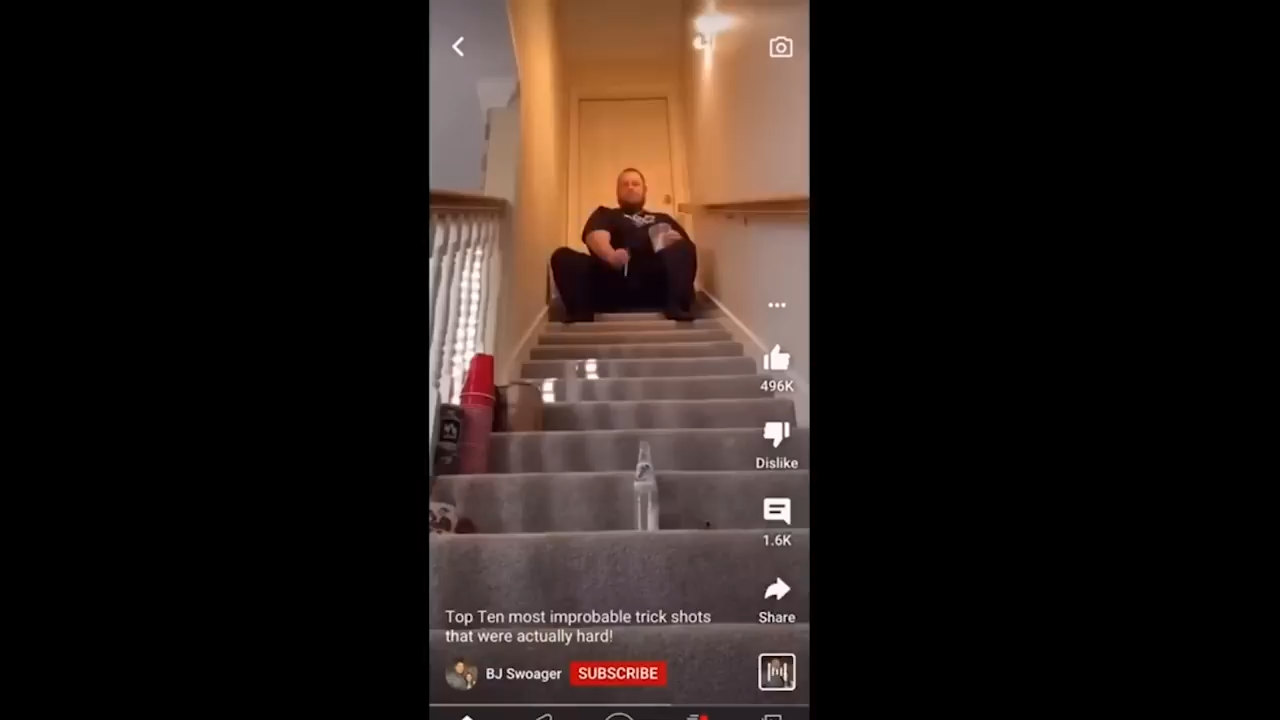 496K
Dislike
1.6K
Share
Top Ten most improbable trick shots
that were actually hard!
BJ Swoager SUBSCRIBE